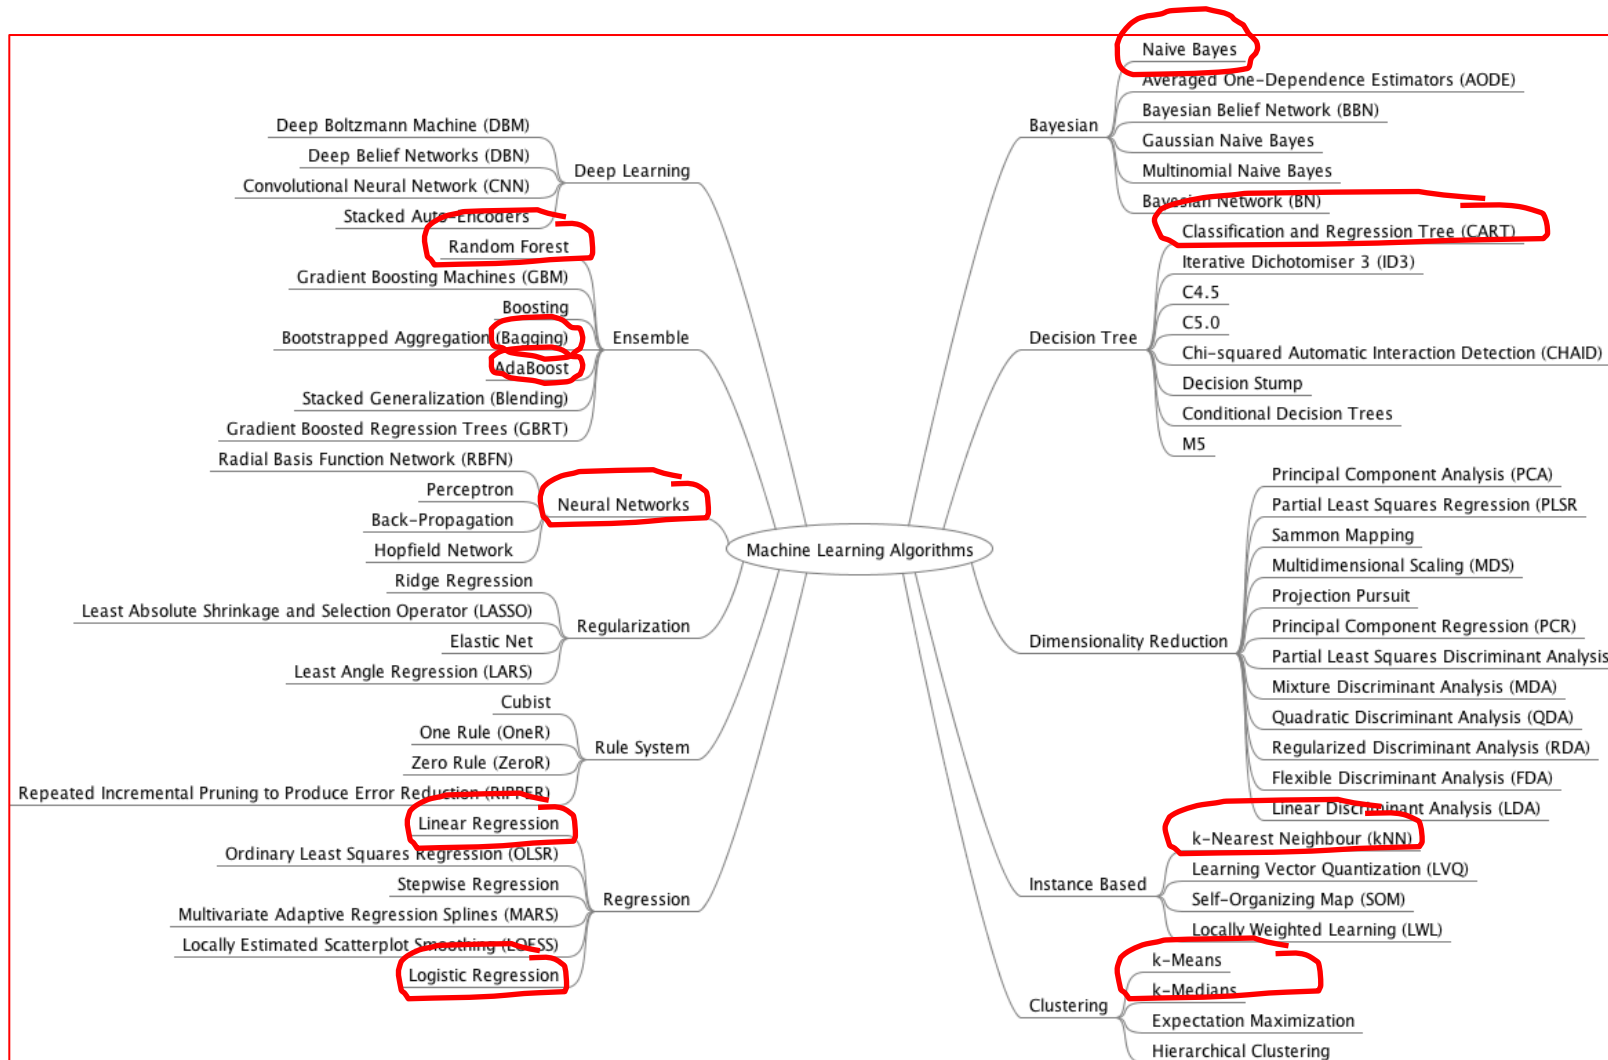 Deep Boltzmann Machine (DBM)
Deep Belief Networks (DBN)
Convolutional Neural Network (CNN)
Stacked Auto-Encoders
Deep Learning
Random Forest
Gradient Boosting Machines (GBM)
Boosting
Bootstrapped Aggregation (Bagging)
AdaBoost
Stacked Generalization (Blending)
Gradient Boosted Regression Trees (GBRT)
Ensemble
Radial Basis Function Network (RBFN)
Perceptron
Back-Propagation
Hopfield Network
Neural Networks
Ridge Regression
Least Absolute Shrinkage and Selection Operator (LASSO)
Elastic Net
Least Angle Regression (LARS)
Regularization
Cubist
One Rule (OneR)
Zero Rule (ZeroR)
Repeated Incremental Pruning to Produce Error Reduction (RIPPER)
Rule System
Linear Regression
Ordinary Least Squares Regression (OLSR)
Stepwise Regression
Multivariate Adaptive Regression Splines (MARS)
Locally Estimated Scatterplot Smoothing (LOESS)
Logistic Regression
Regression
Machine Learning Algorithms
Bayesian
Naive Bayes
Averaged One-Dependence Estimators (AODE)
Bayesian Belief Network (BBN)
Gaussian Naive Bayes
Multinomial Naive Bayes
Bayesian Network (BN)
Decision Tree
Classification and Regression Tree (CART)
Iterative Dichotomiser 3 (ID3)
C4.5
C5.0
Chi-squared Automatic Interaction Detection (CHAID)
Decision Stump
Conditional Decision Trees
M5
Dimensionality Reduction
Principal Component Analysis (PCA)
Partial Least Squares Regression (PLSR
Sammon Mapping
Multidimensional Scaling (MDS)
Projection Pursuit
Principal Component Regression (PCR)
Partial Least Squares Discriminant Analysis
Mixture Discriminant Analysis (MDA)
Quadratic Discriminant Analysis (QDA)
Regularized Discriminant Analysis (RDA)
Flexible Discriminant Analysis (FDA)
Linear Discriminant Analysis (LDA)
Instance Based
k-Nearest Neighbour (kNN)
Learning Vector Quantization (LVQ)
Self-Organizing Map (SOM)
Locally Weighted Learning (LWL)
Clustering
k-Means
k-Medians
Expectation Maximization
Hierarchical Clustering